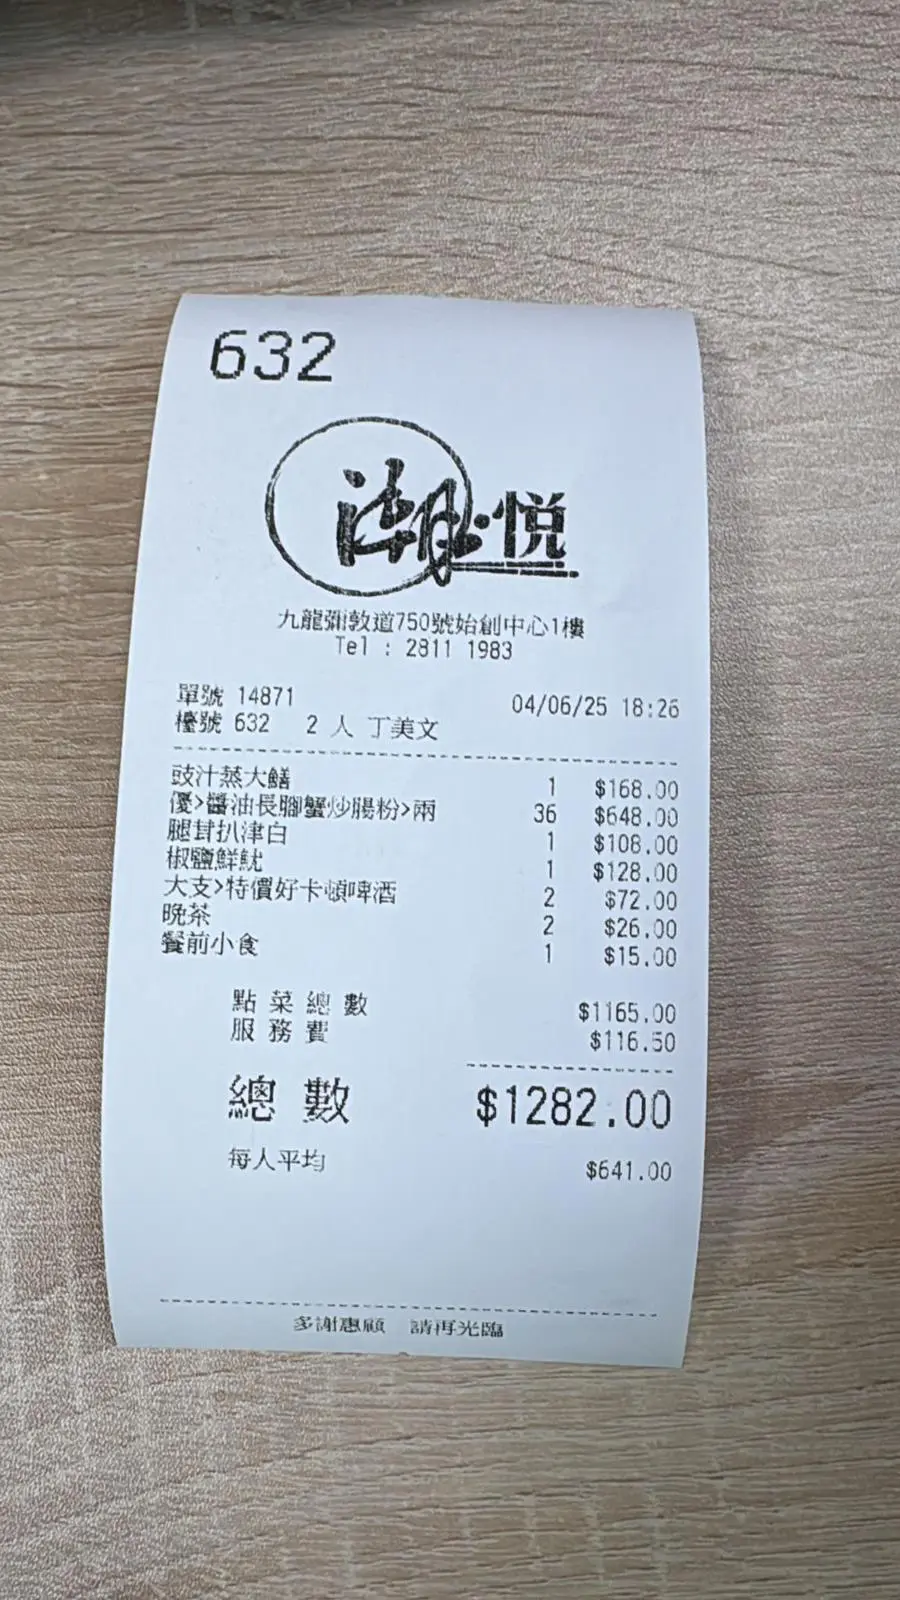 632
潮悅
九龍彌敦道750號始創中心1樓
Tel : 2811 1983
單號 14871 04/06/25 18:26
檯號 632 2 人 丁美文
豉汁蒸大鱔 1 $168.00
優>醬油長腳蟹炒腸粉>兩 36 $648.00
腿茸扒津白 1 $108.00
椒鹽鮮魷 1 $128.00
大支>特價好卡頓啤酒 2 $72.00
晚茶 2 $26.00
餐前小食 1 $15.00
點 菜 總 數 $1165.00
服 務 費 $116.50
總 數 $1282.00
每人平均 $641.00
多謝惠顧 請再光臨